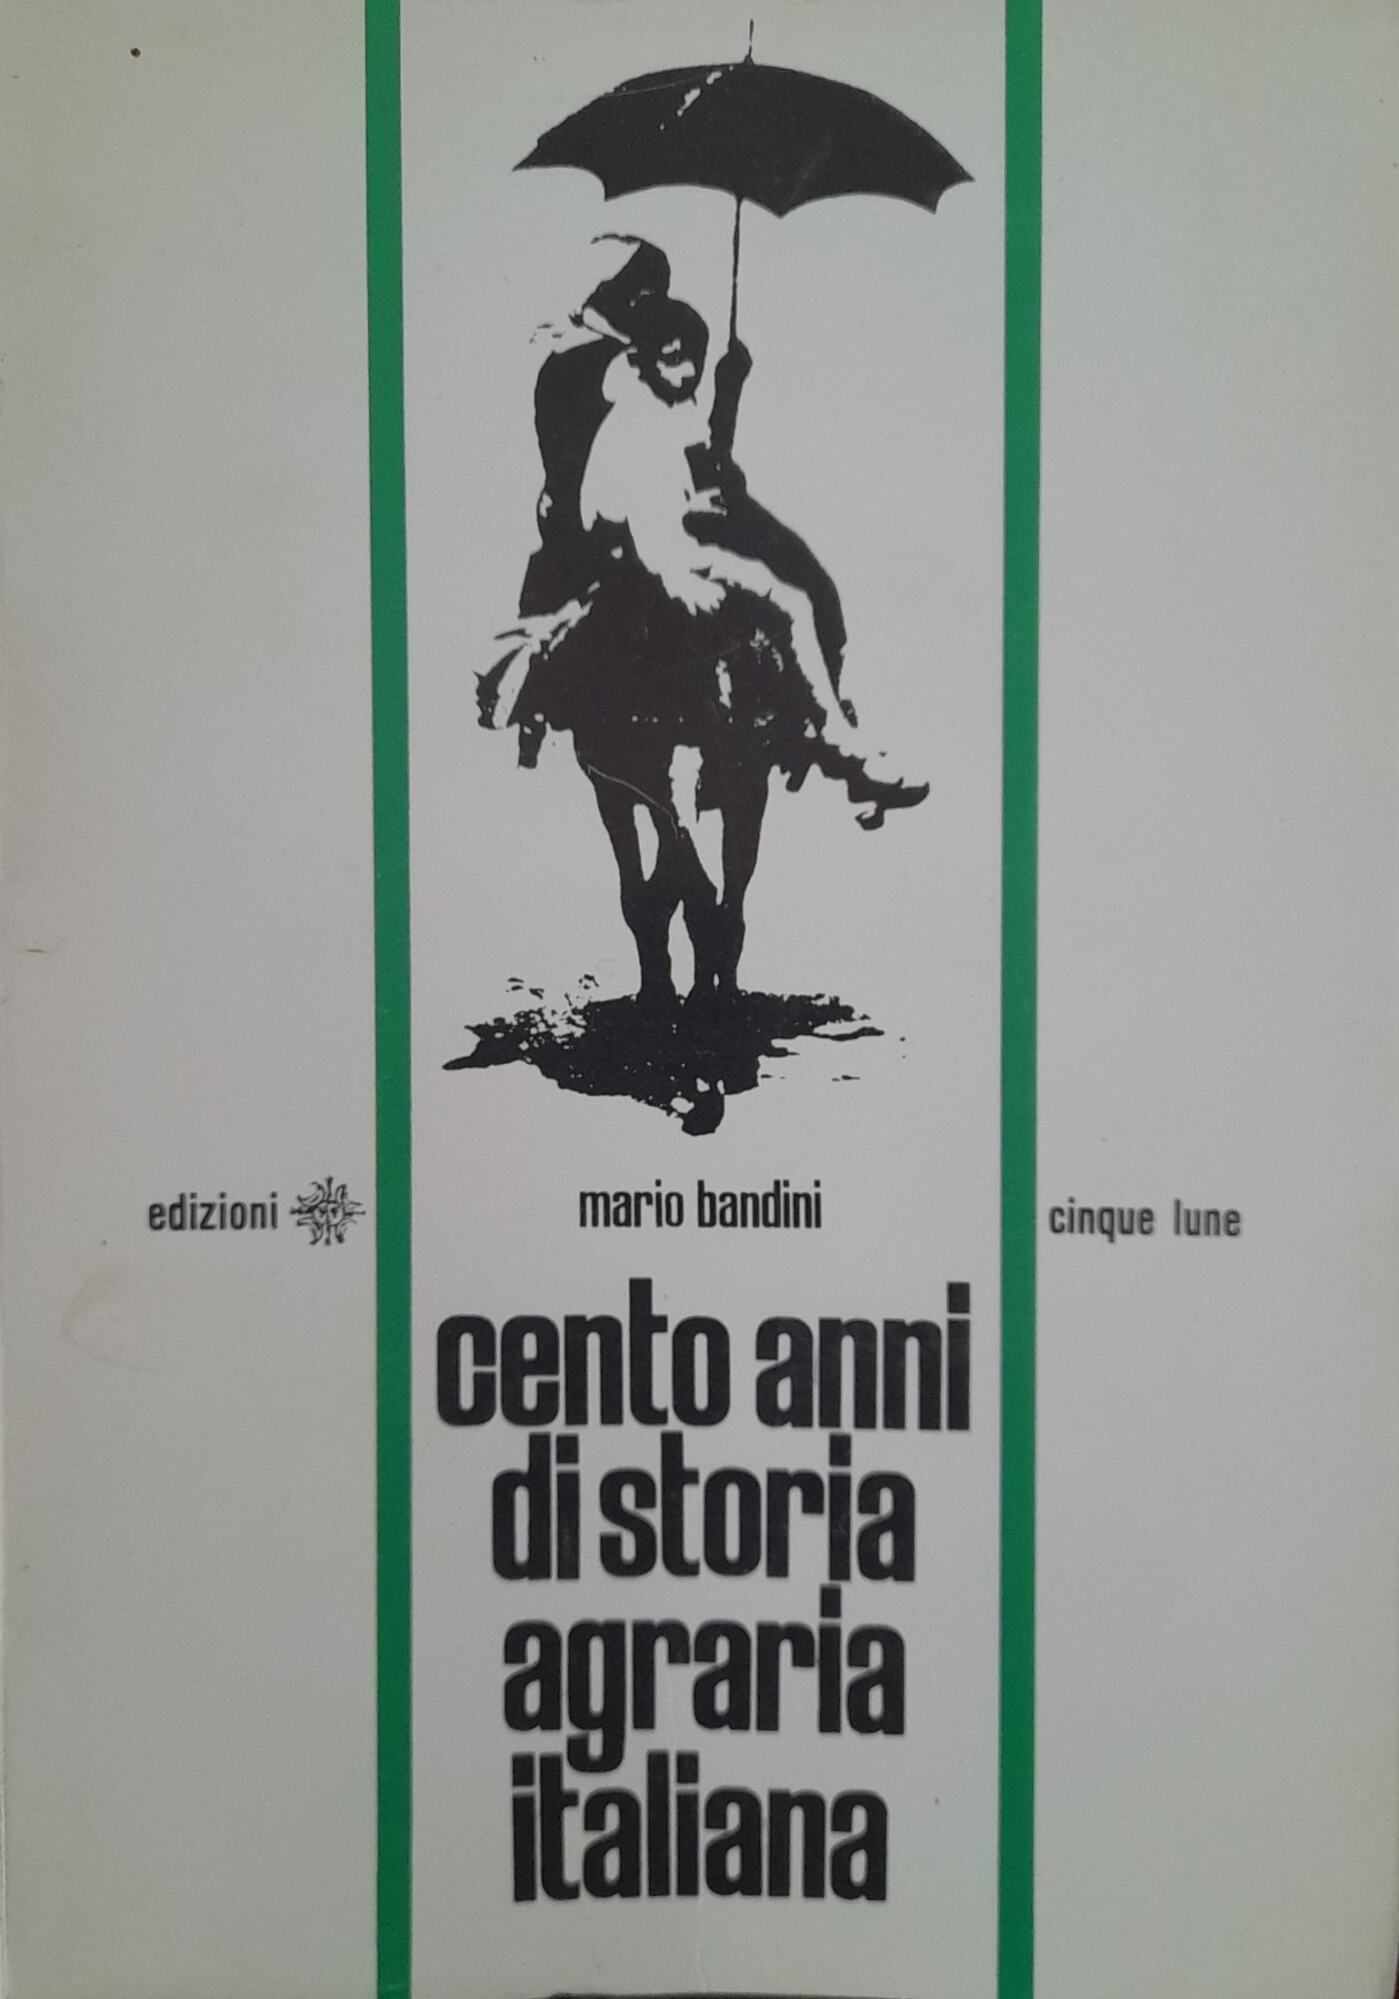 edizioni cinque lune
mario bandini
cento anni
di storia
agraria
italiana